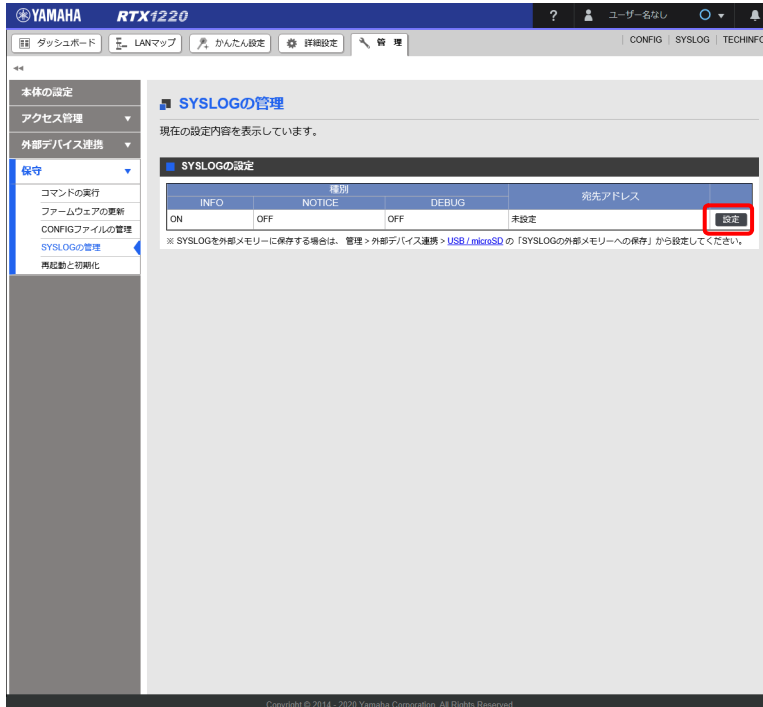 YAMAHA RTX1220 ? ユーザー名なし
ダッシュボード LANマップ かんたん設定 詳細設定 管 理 CONFIG SYSLOG TECHINFO
本体の設定
アクセス管理
外部デバイス連携
保守
コマンドの実行
ファームウェアの更新
CONFIGファイルの管理
SYSLOGの管理
再起動と初期化
SYSLOGの管理
現在の設定内容を表示しています。
SYSLOGの設定
種別 宛先アドレス
INFO NOTICE DEBUG
ON OFF OFF 未設定 設定
※ SYSLOGを外部メモリーに保存する場合は、 管理 > 外部デバイス連携 > USB / microSD の「SYSLOGの外部メモリーへの保存」から設定してください。
Copyright © 2014 - 2020 Yamaha Corporation. All Rights Reserved.